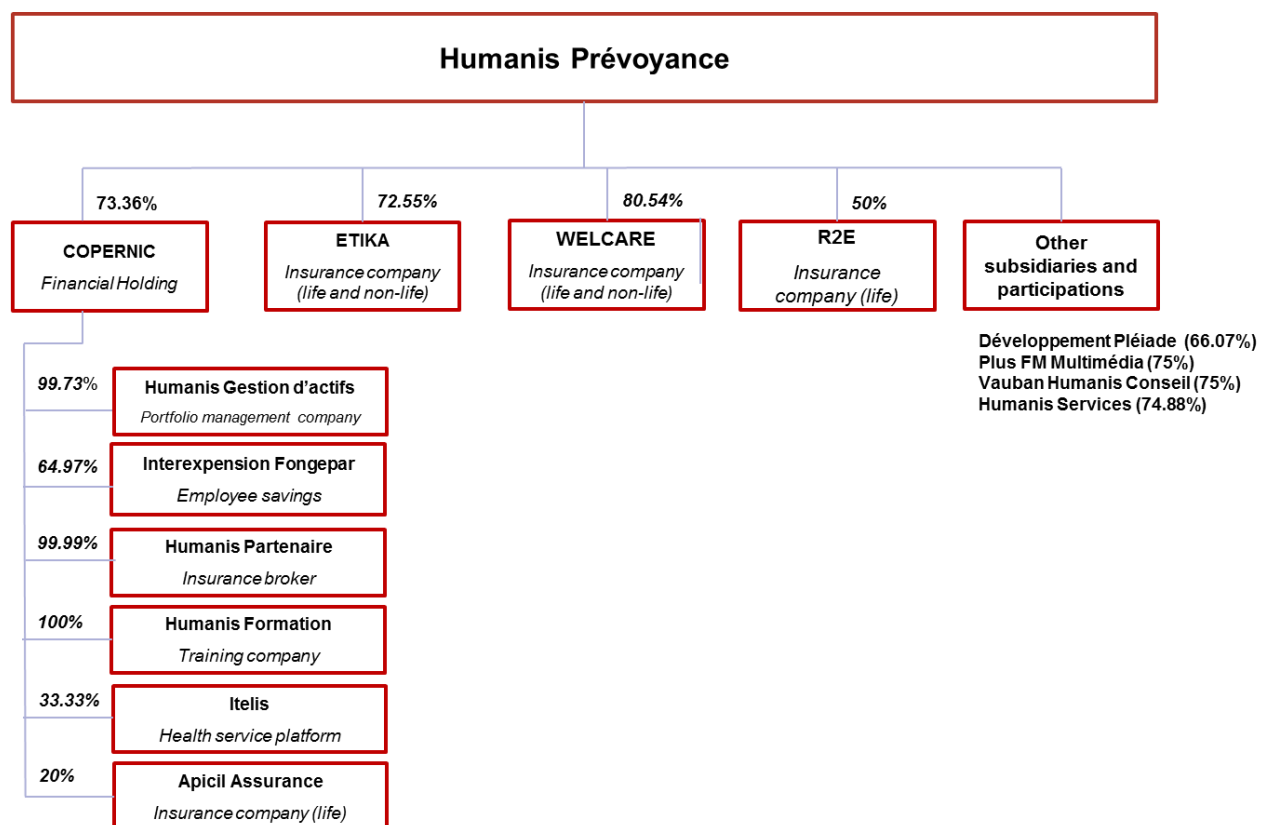 Humanis Prévoyance
73.36%
72.55%
80.54%
50%
COPERNIC
Financial Holding
ETIKA
Insurance company
(life and non-life)
WELCARE
Insurance company
(life and non-life)
R2E
Insurance
company (life)
Other
subsidiaries and
participations
Développement Pléiade (66.07%)
Plus FM Multimédia (75%)
Vauban Humanis Conseil (75%)
Humanis Services (74.88%)
99.73%
Humanis Gestion d'actifs
Portfolio management company
64.97%
Interexpension Fongepar
Employee savings
99.99%
Humanis Partenaire
Insurance broker
100%
Humanis Formation
Training company
33.33%
Itelis
Health service platform
20%
Apicil Assurance
Insurance company (life)